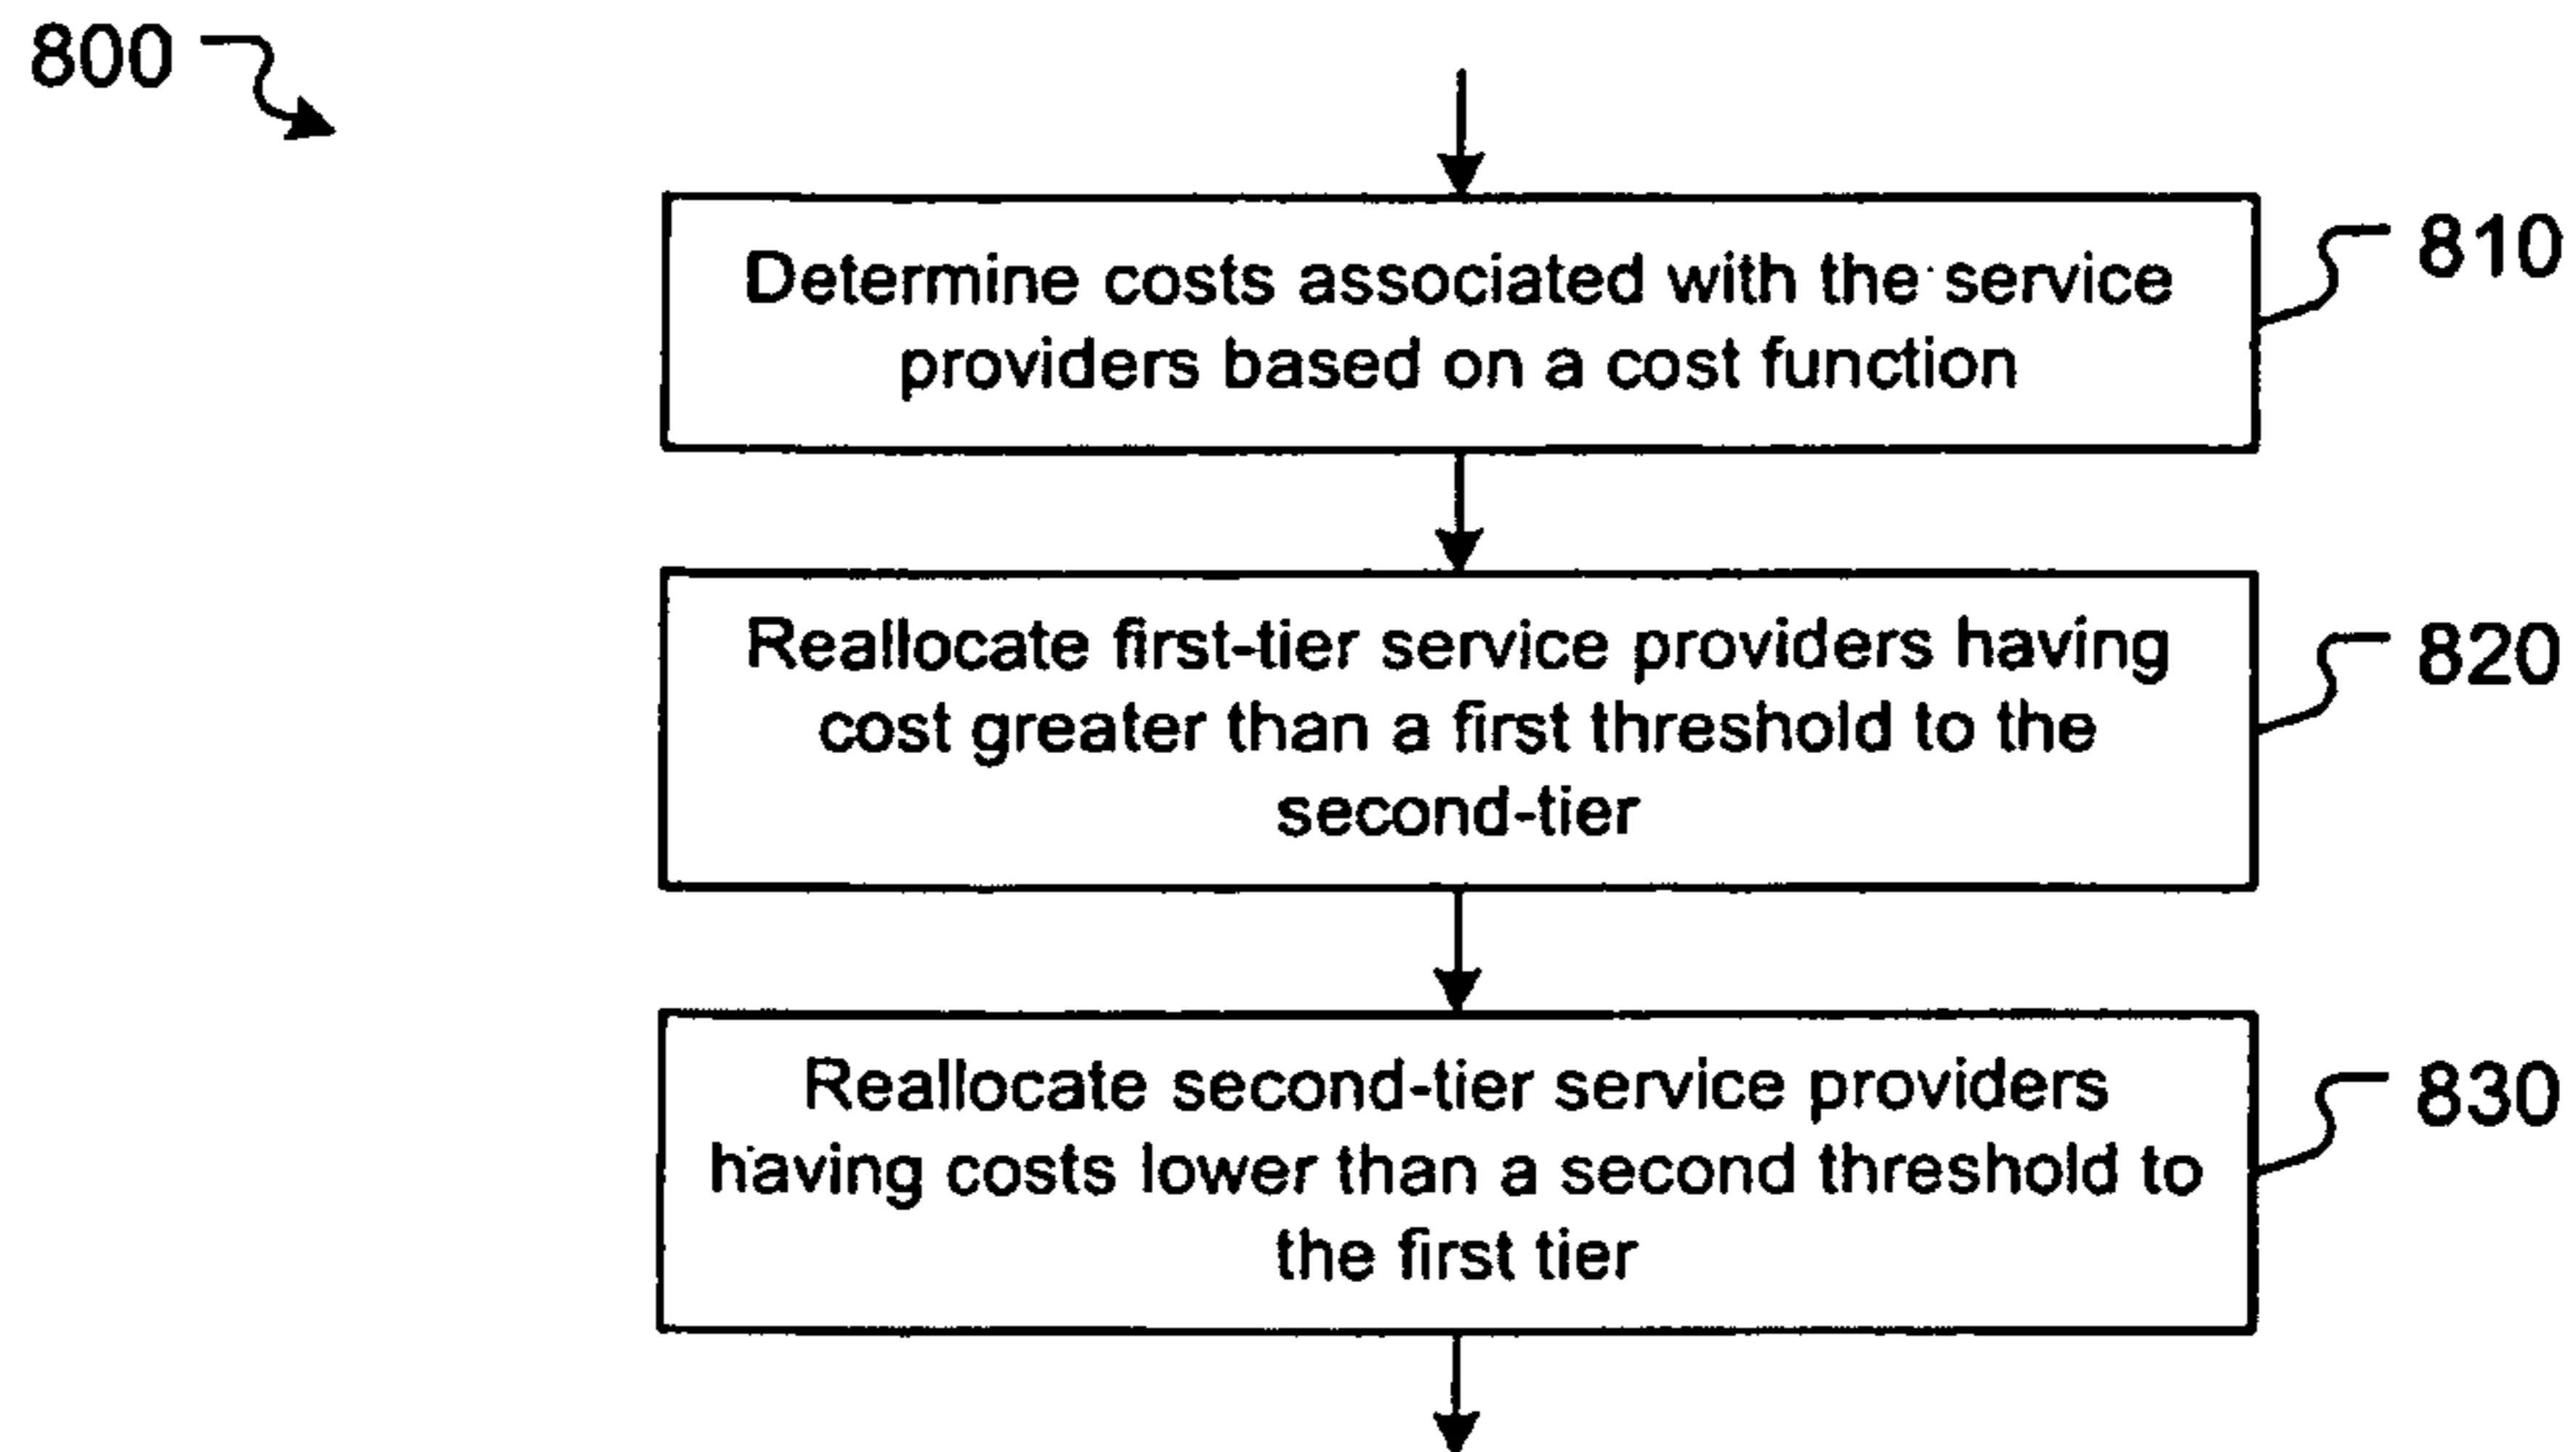 800
Determine costs associated with the service
providers based on a cost function
810
Reallocate first-tier service providers having
cost greater than a first threshold to the
second-tier
820
Reallocate second-tier service providers
having costs lower than a second threshold to
the first tier
830